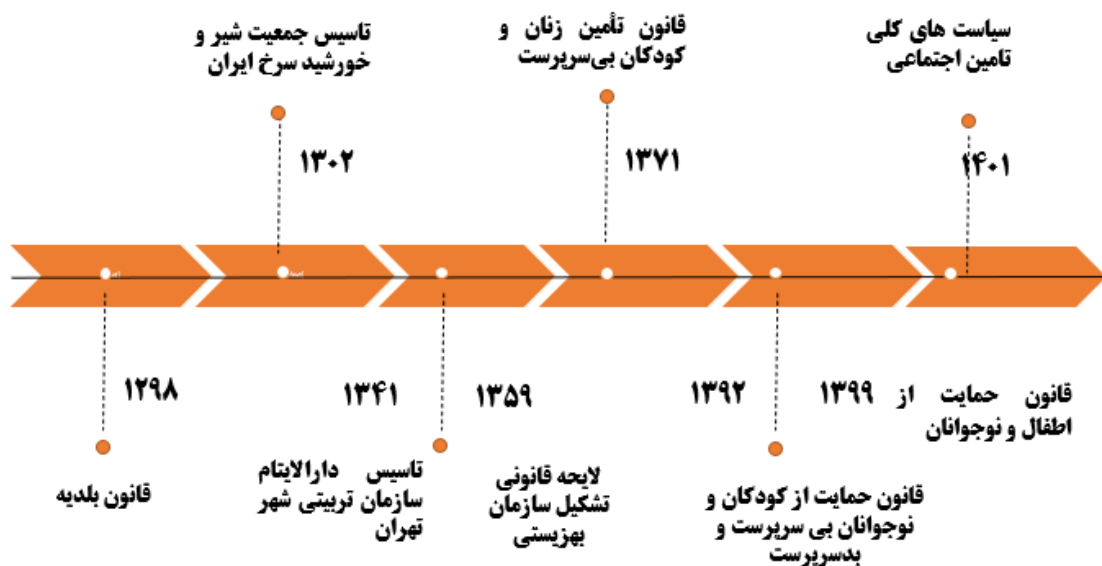 تاسیس جمعیت شیر و
خورشید سرخ ایران
۱۳۰۲
قانون تأمین زنان و
کودکان بی‌سرپرست
۱۳۷۱
سیاست های کلی
تامین اجتماعی
۱۴۰۱
۱۲۹۸
قانون بلدیه
۱۳۴۱
تاسیس دارالایتام
سازمان تربیتی شهر
تهران
۱۳۵۹
لایحه قانونی
تشکیل سازمان
بهزیستی
۱۳۹۲
قانون حمایت از کودکان و
نوجوانان بی سرپرست و
بدسرپرست
۱۳۹۹
قانون حمایت از
اطفال و نوجوانان